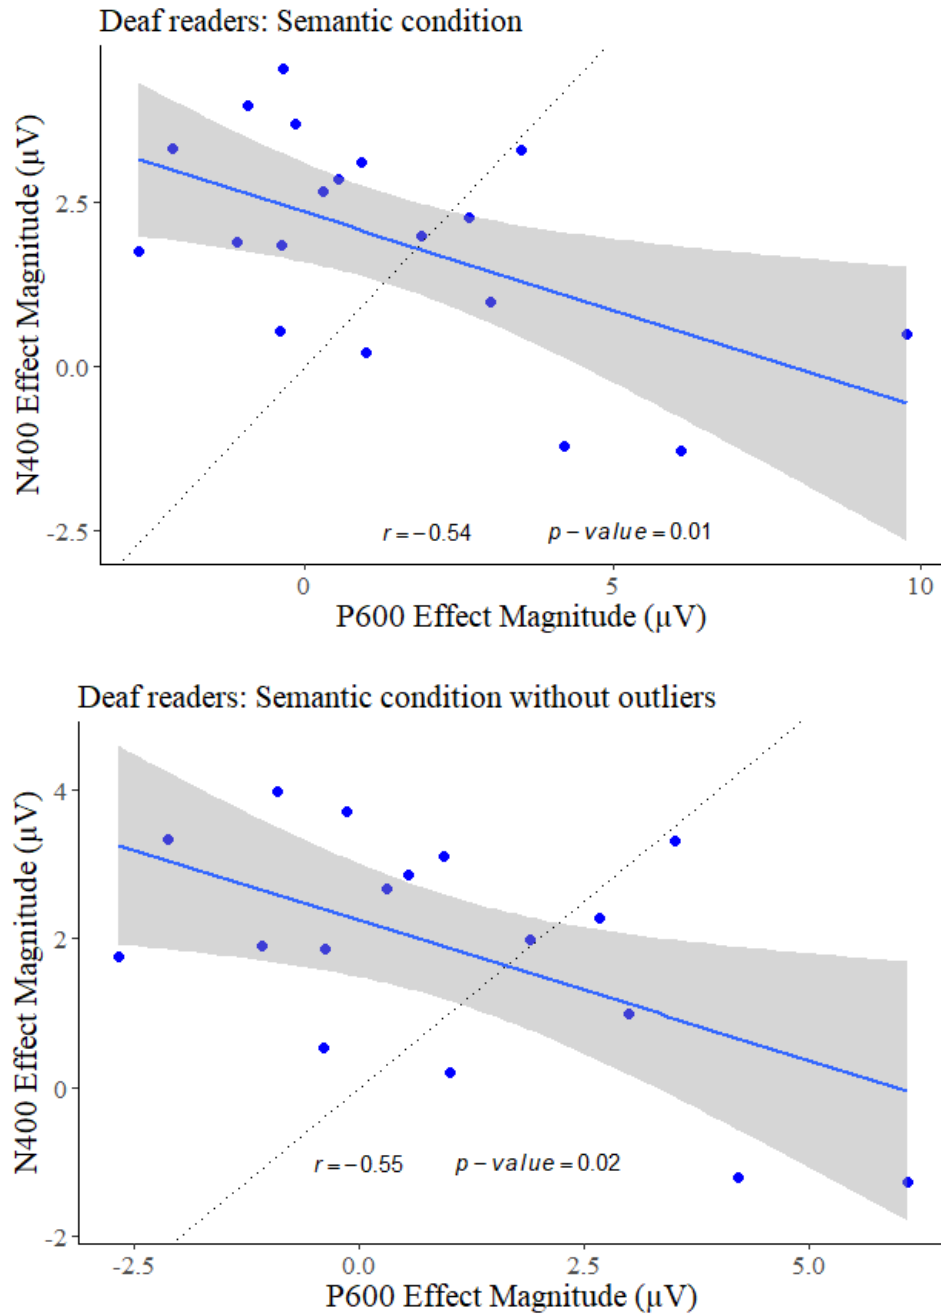 Deaf readers: Semantic condition
N400 Effect Magnitude (µV)
2.5
0.0
-2.5
r = −0.54
p − value = 0.01
0
5
10
P600 Effect Magnitude (µV)
Deaf readers: Semantic condition without outliers
N400 Effect Magnitude (µV)
4
2
0
-2
r = −0.55
p − value = 0.02
-2.5
0.0
2.5
5.0
P600 Effect Magnitude (µV)